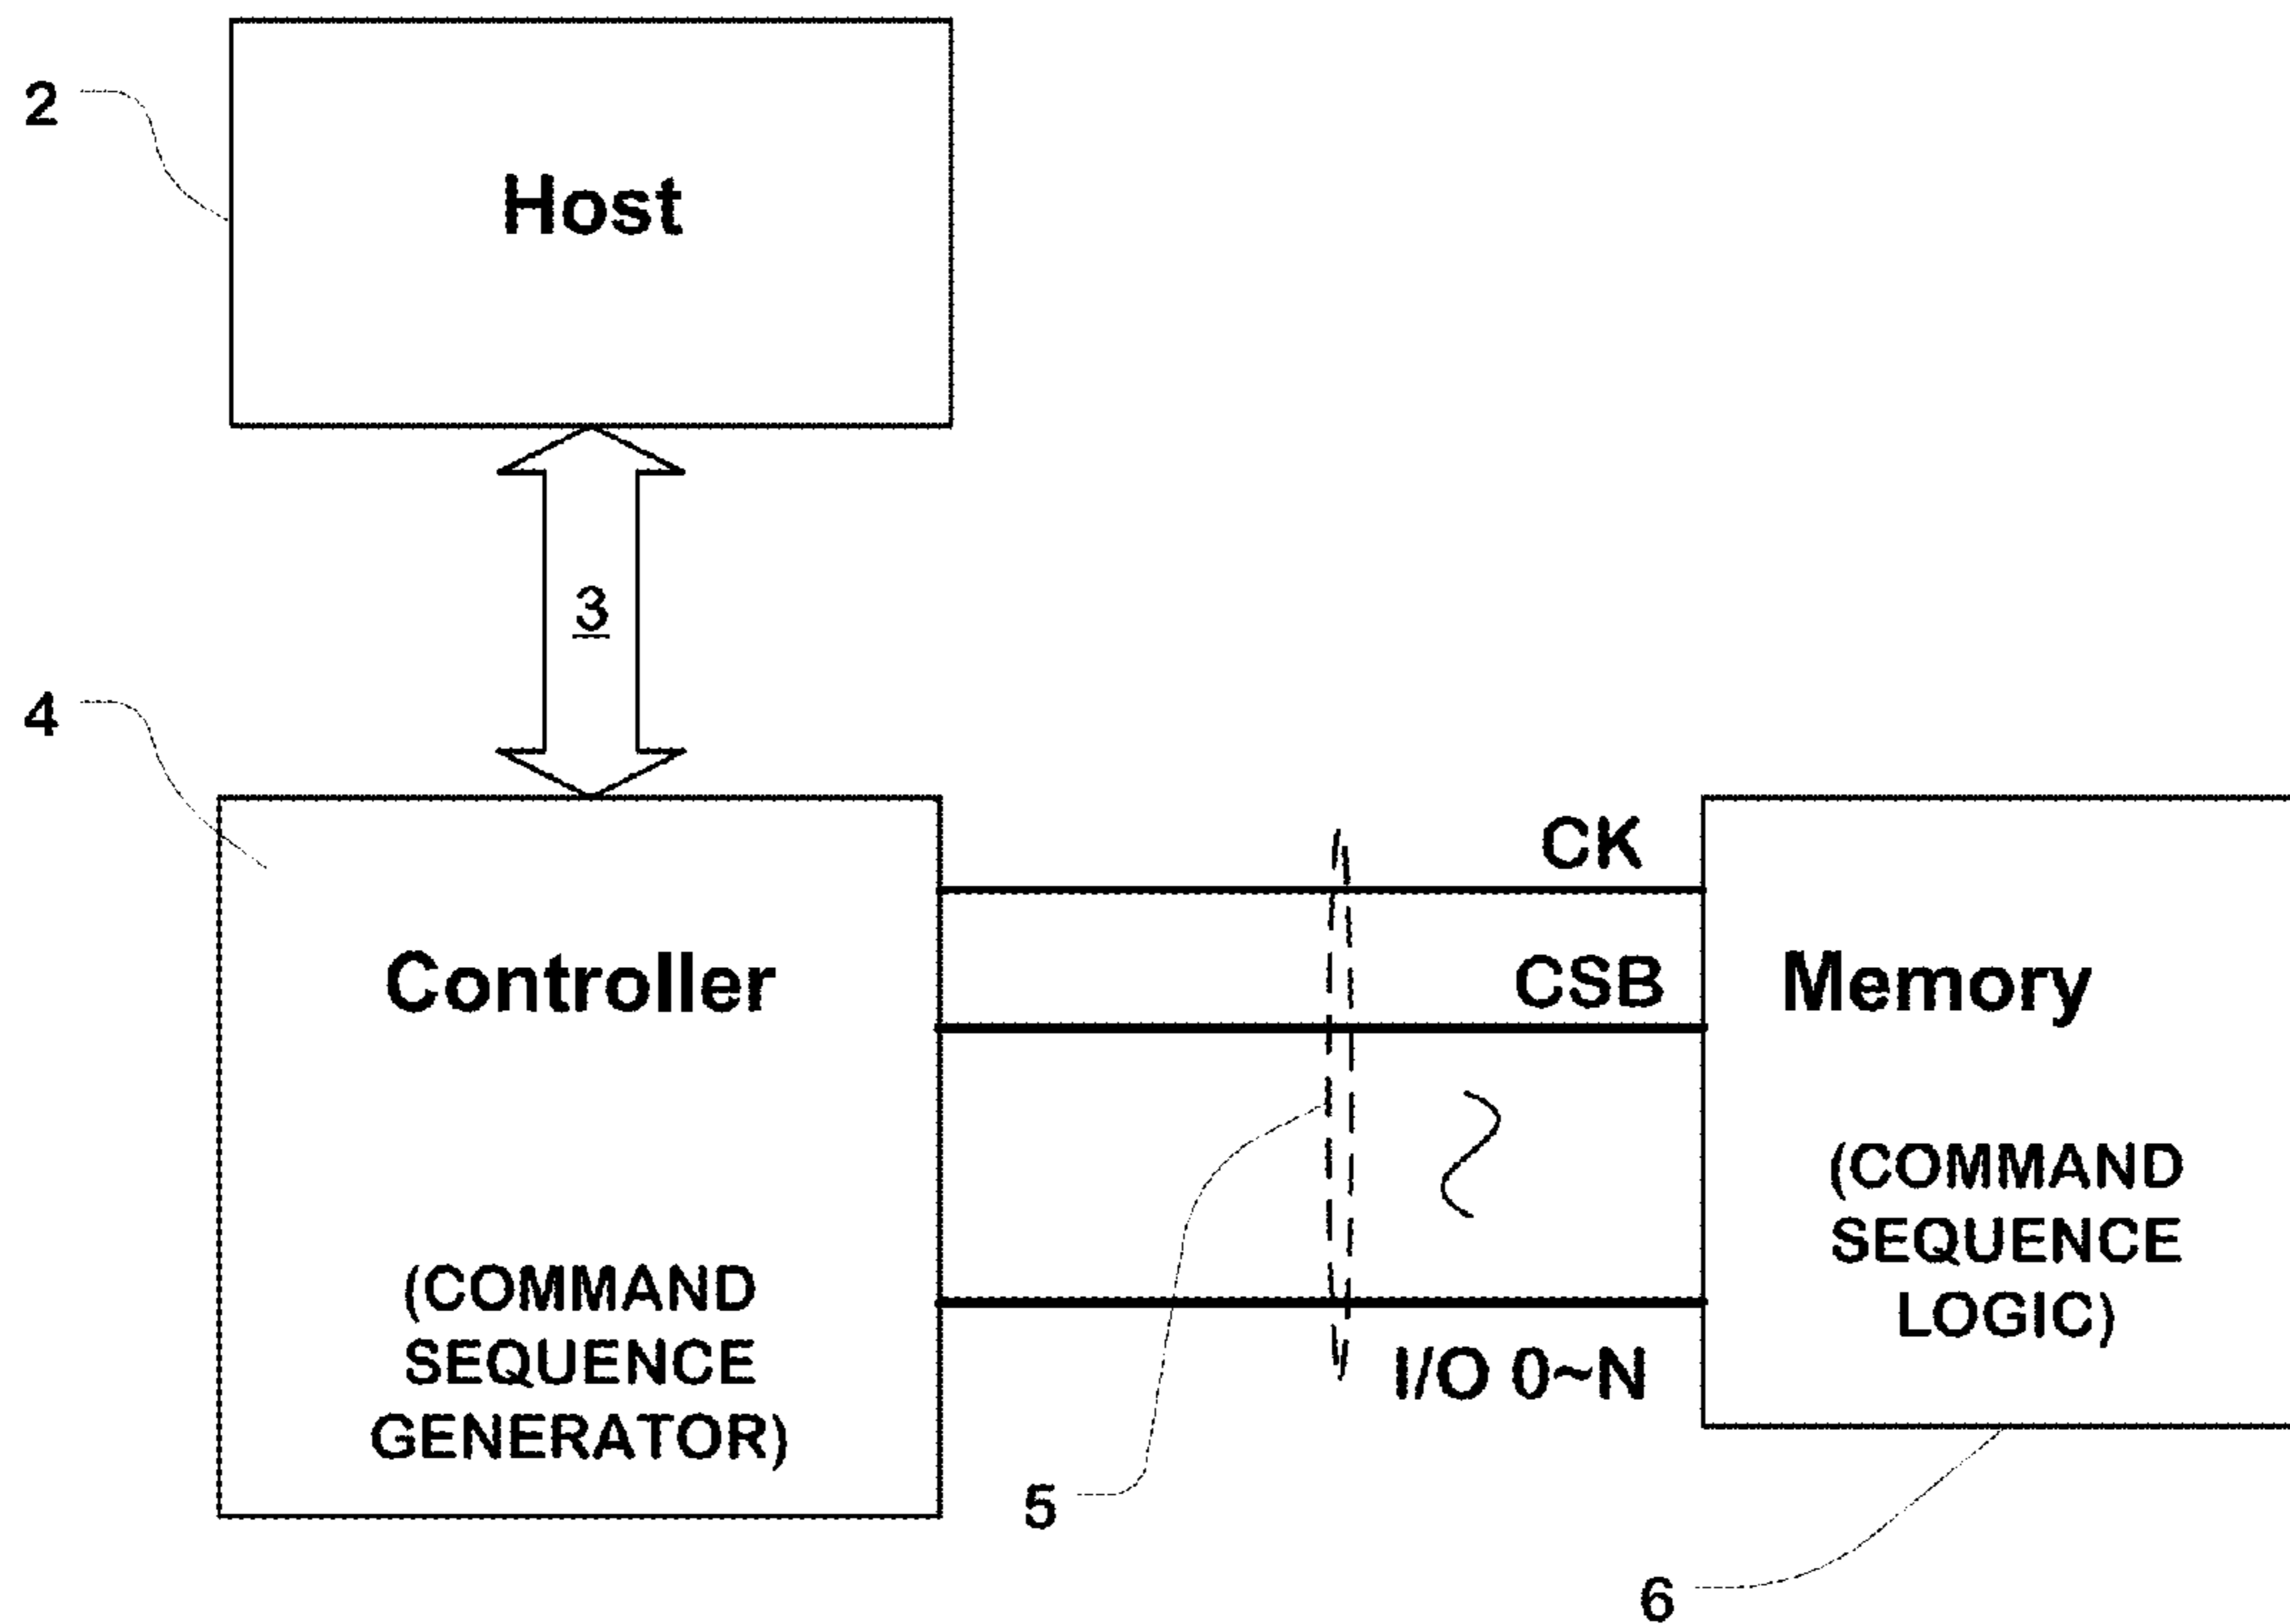 2
Host
3
4
CK
Controller
CSB
Memory
(COMMAND
SEQUENCE
GENERATOR)
(COMMAND
SEQUENCE
LOGIC)
I/O 0~N
5
6